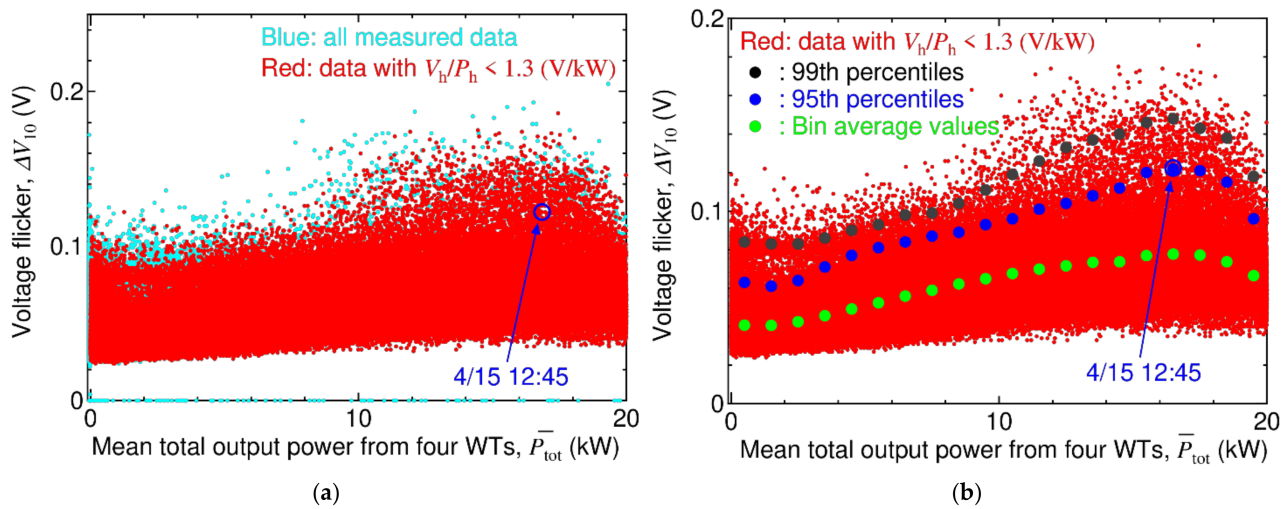 Blue: all measured data
Red: data with Vh/Ph < 1.3 (V/kW)
Voltage flicker, ΔV10 (V)
0.2
0.1
0
4/15 12:45
0
10
20
Mean total output power from four WTs, P̅tot (kW)
(a)
Red: data with Vh/Ph < 1.3 (V/kW)
: 99th percentiles
: 95th percentiles
: Bin average values
Voltage flicker, ΔV10 (V)
0.2
0.1
0
4/15 12:45
0
10
20
Mean total output power from four WTs, P̅tot (kW)
(b)